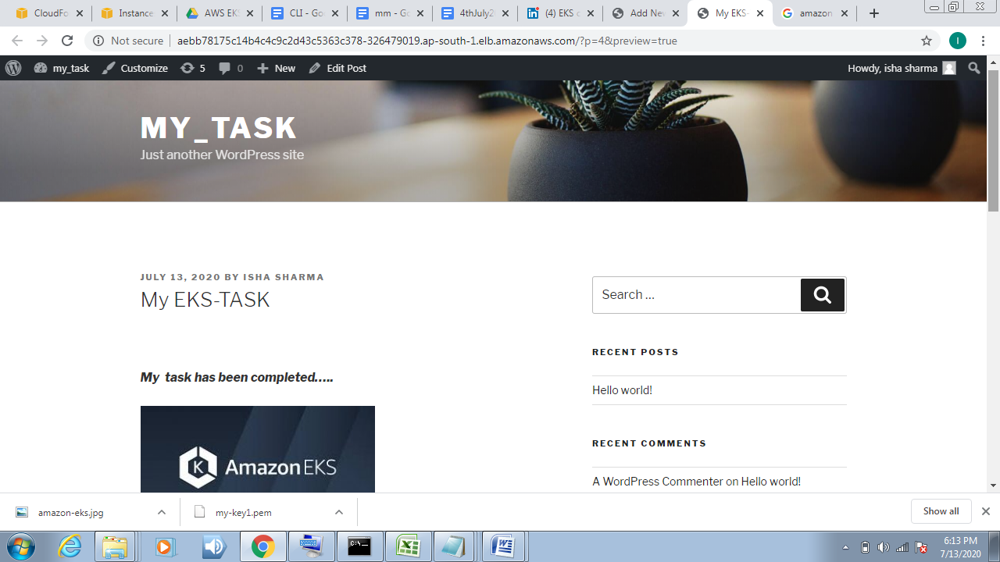 CloudFo
Instance
AWS EK
CLI - Go
mm - Go
4thJuly2
(4) EKS
Add Nev
My EKS-
amazon
Not secure
aebb78175c14b4c4c9c2d43c5363c378-326479019.ap-south-1.elb.amazonaws.com/?p=4&preview=true
I
my_task
Customize
5
0
New
Edit Post
Howdy, isha sharma
MY_TASK
Just another WordPress site
JULY 13, 2020 BY ISHA SHARMA
My EKS-TASK
My task has been completed…..
K Amazon EKS
Search …
RECENT POSTS
Hello world!
RECENT COMMENTS
A WordPress Commenter on Hello world!
amazon-eks.jpg
my-key1.pem
Show all
6:13 PM
7/13/2020